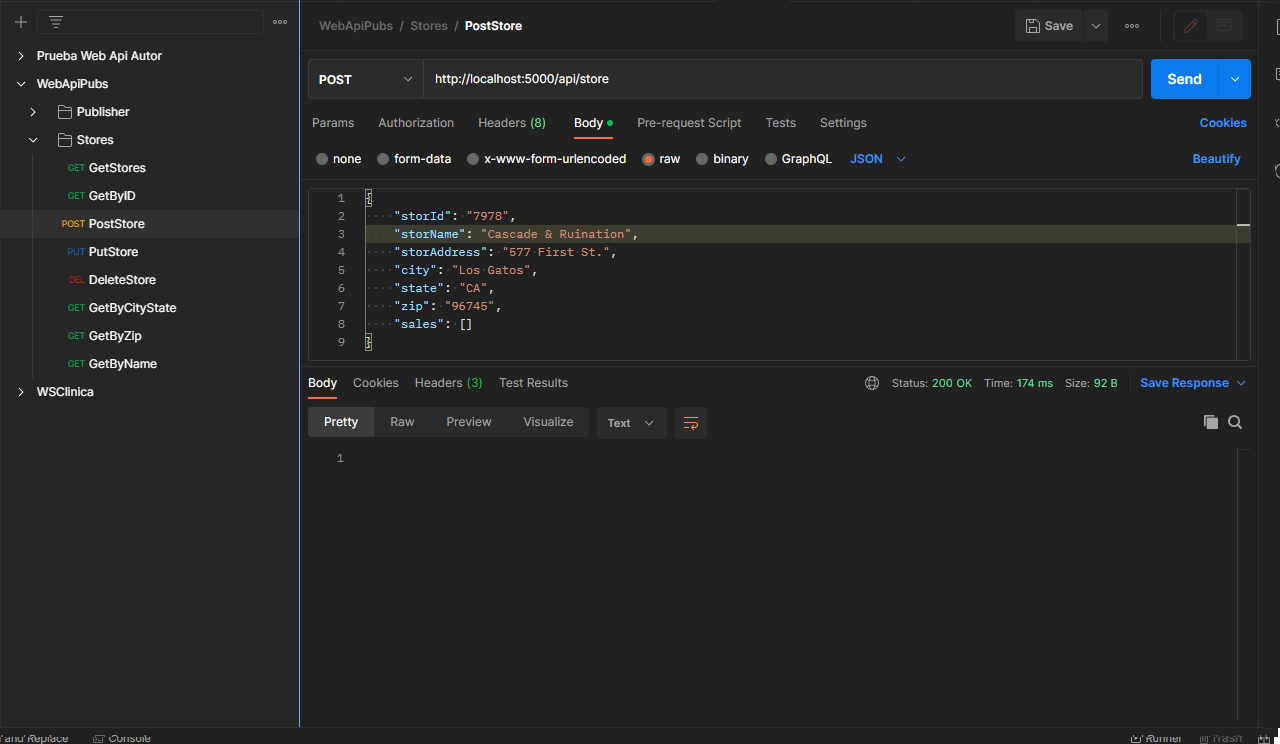 WebApiPubs / Stores / PostStore
Save
Prueba Web Api Autor
WebApiPubs
Publisher
Stores
GET GetStores
GET GetByID
POST PostStore
PUT PutStore
DEL DeleteStore
GET GetByCityState
GET GetByZip
GET GetByName
WSClinica
POST http://localhost:5000/api/store Send
Params Authorization Headers (8) Body Pre-request Script Tests Settings Cookies
none form-data x-www-form-urlencoded raw binary GraphQL JSON Beautify
1 {
2 "storId": "7978",
3 "storName": "Cascade & Ruination",
4 "storAddress": "577 First St.",
5 "city": "Los Gatos",
6 "state": "CA",
7 "zip": "96745",
8 "sales": []
9 }
Body Cookies Headers (3) Test Results Status: 200 OK Time: 174 ms Size: 92 B Save Response
Pretty Raw Preview Visualize Text
1
and Replace Console Runner Trash